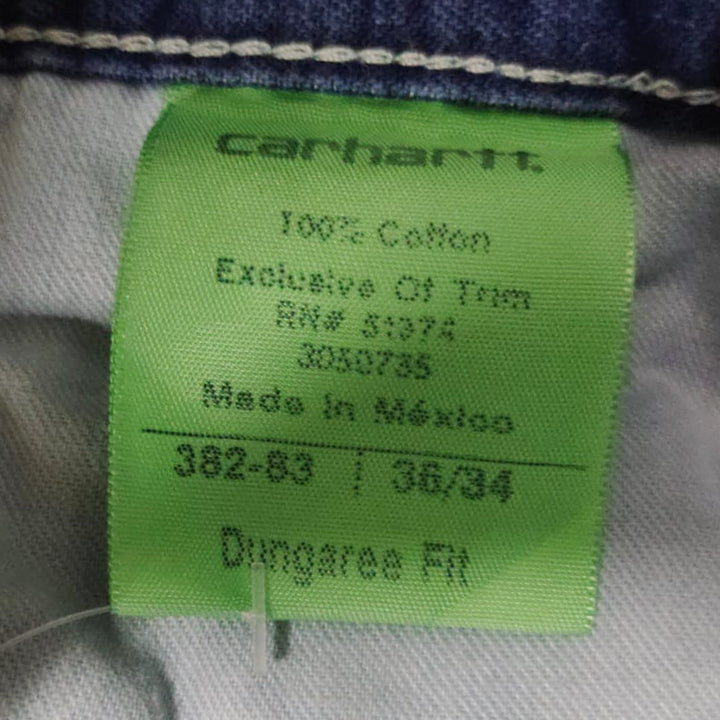 carhartt.
100% Cotton
Exclusive Of Trim
RN# 51374
3050735
Made in México
382-83 | 36/34
Dungaree Fit